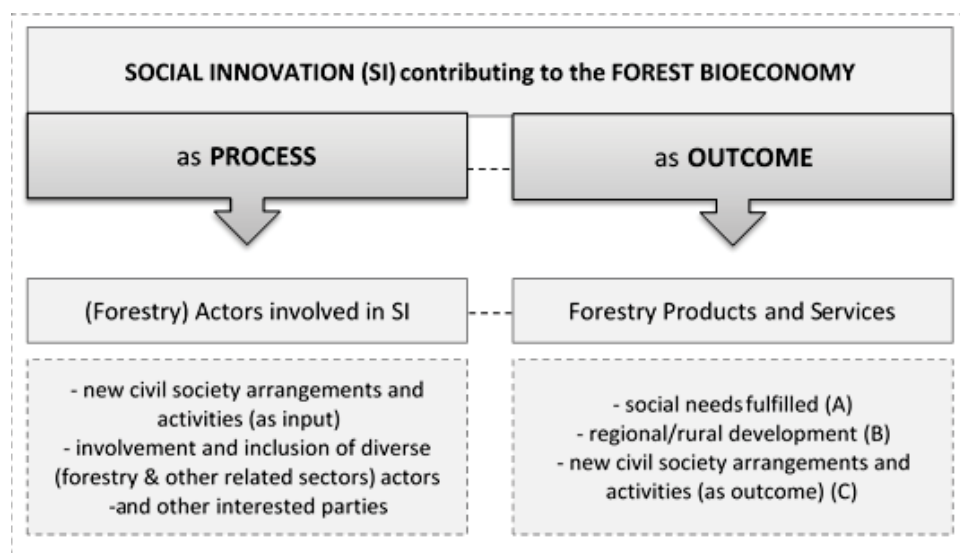 SOCIAL INNOVATION (SI) contributing to the FOREST BIOECONOMY
as PROCESS
as OUTCOME
(Forestry) Actors involved in SI
Forestry Products and Services
- new civil society arrangements and
activities (as input)
- involvement and inclusion of diverse
(forestry & other related sectors) actors
-and other interested parties
- social needs fulfilled (A)
- regional/rural development (B)
- new civil society arrangements and
activities (as outcome) (C)